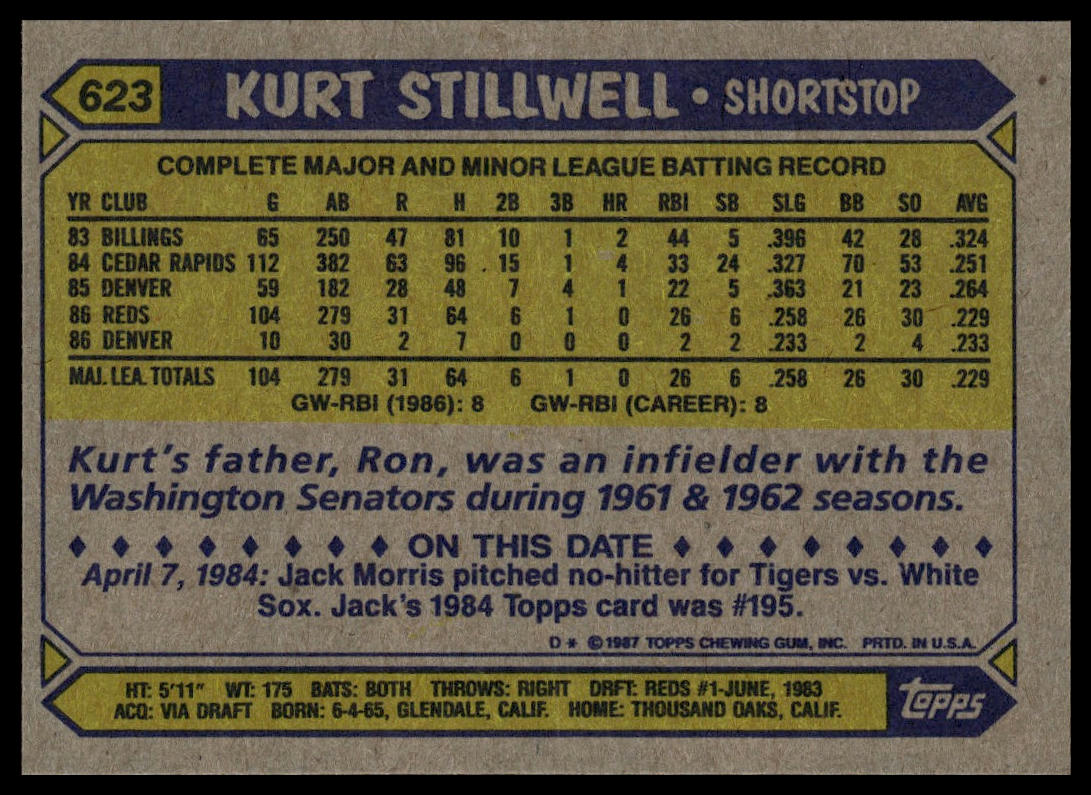 623 KURT STILLWELL • SHORTSTOP
COMPLETE MAJOR AND MINOR LEAGUE BATTING RECORD
YR CLUB G AB R H 2B 3B HR RBI SB SLG BB SO AVG
83 BILLINGS 65 250 47 81 10 1 2 44 5 .396 42 28 .324
84 CEDAR RAPIDS 112 382 63 96 15 1 4 33 24 .327 70 53 .251
85 DENVER 59 182 28 48 7 4 1 22 5 .363 21 23 .264
86 REDS 104 279 31 64 6 1 0 26 6 .258 26 30 .229
86 DENVER 10 30 2 7 0 0 0 2 2 .233 2 4 .233
MAJ. LEA. TOTALS 104 279 31 64 6 1 0 26 6 .258 26 30 .229
GW-RBI (1986): 8 GW-RBI (CAREER): 8
Kurt's father, Ron, was an infielder with the
Washington Senators during 1961 & 1962 seasons.
♦ ♦ ♦ ♦ ♦ ♦ ♦ ♦ ON THIS DATE ♦ ♦ ♦ ♦ ♦ ♦ ♦ ♦
April 7, 1984: Jack Morris pitched no-hitter for Tigers vs. White
Sox. Jack's 1984 Topps card was #195.
D* ©1987 TOPPS CHEWING GUM, INC. PRTD. IN U.S.A.
HT: 5'11" WT: 175 BATS: BOTH THROWS: RIGHT DRFT: REDS #1-JUNE, 1983
ACQ: VIA DRAFT BORN: 6-4-65, GLENDALE, CALIF. HOME: THOUSAND OAKS, CALIF.
TOPPS